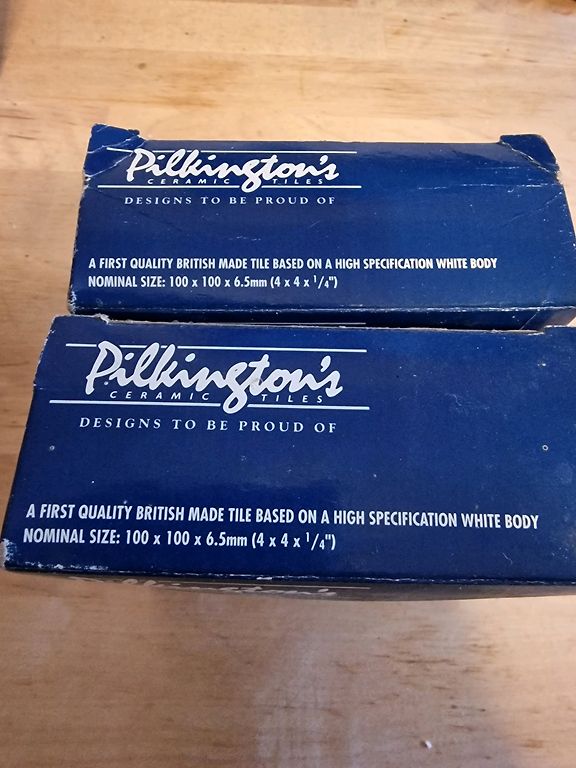 Pilkington's
CERAMIC TILES
DESIGNS TO BE PROUD OF
A FIRST QUALITY BRITISH MADE TILE BASED ON A HIGH SPECIFICATION WHITE BODY
NOMINAL SIZE: 100 x 100 x 6.5mm (4 x 4 x 1/4")
Pilkington's
CERAMIC TILES
DESIGNS TO BE PROUD OF
A FIRST QUALITY BRITISH MADE TILE BASED ON A HIGH SPECIFICATION WHITE BODY
NOMINAL SIZE: 100 x 100 x 6.5mm (4 x 4 x 1/4")
Pilkington's